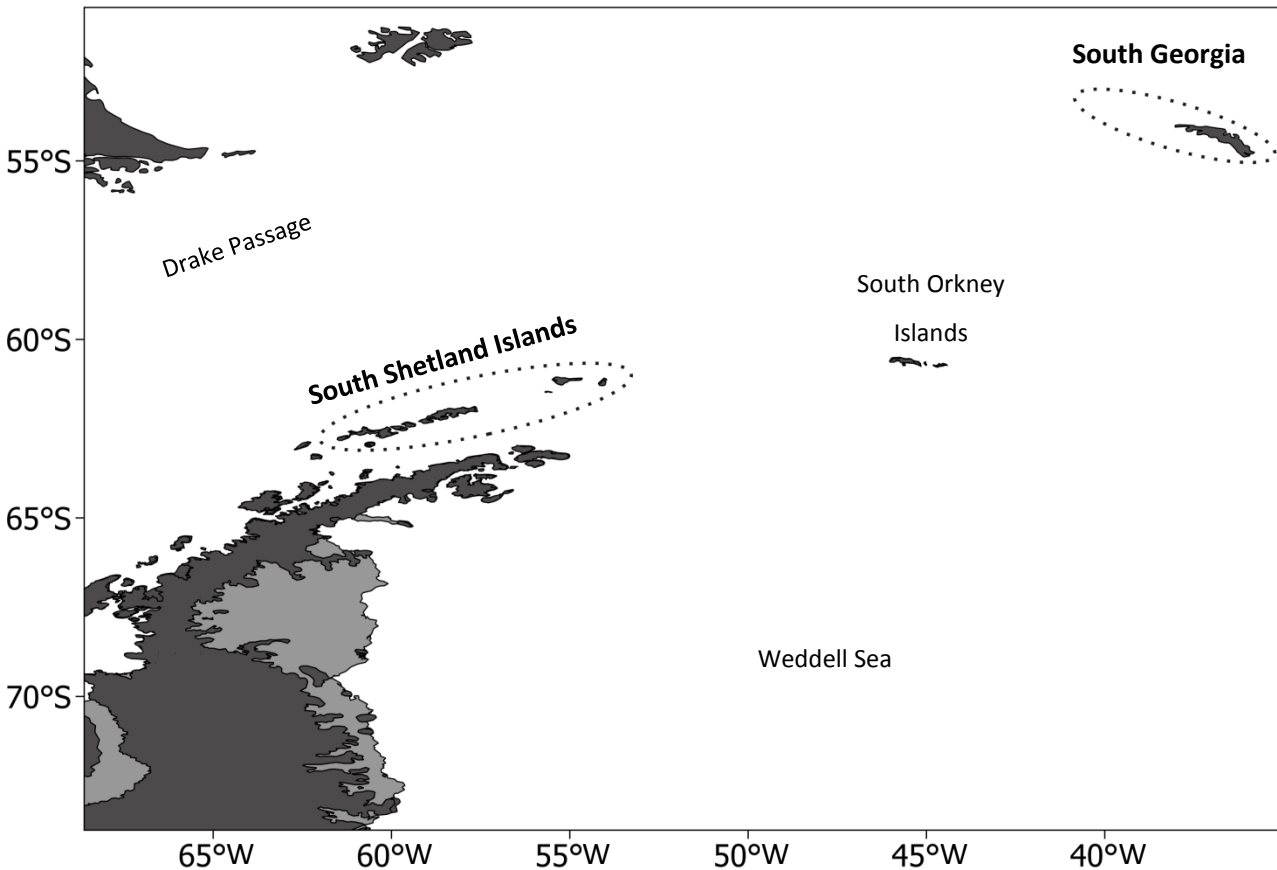 South Georgia
55°S
Drake Passage
South Orkney
Islands
60°S
South Shetland Islands
65°S
Weddell Sea
70°S
65°W
60°W
55°W
50°W
45°W
40°W